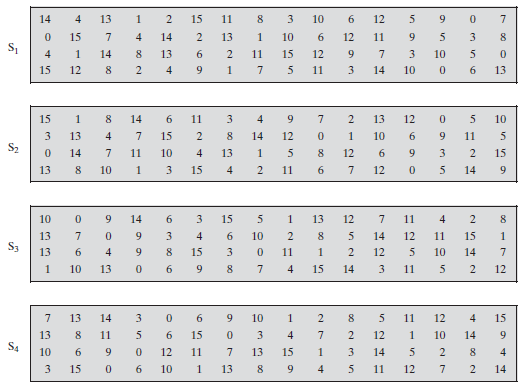 S1
14 4 13 1 2 15 11 8 3 10 6 12 5 9 0 7
0 15 7 4 14 2 13 1 10 6 12 11 9 5 3 8
4 1 14 8 13 6 2 11 15 12 9 7 3 10 5 0
15 12 8 2 4 9 1 7 5 11 3 14 10 0 6 13
S2
15 1 8 14 6 11 3 4 9 7 2 13 12 0 5 10
3 13 4 7 15 2 8 14 12 0 1 10 6 9 11 5
0 14 7 11 10 4 13 1 5 8 12 6 9 3 2 15
13 8 10 1 3 15 4 2 11 6 7 12 0 5 14 9
S3
10 0 9 14 6 3 15 5 1 13 12 7 11 4 2 8
13 7 0 9 3 4 6 10 2 8 5 14 12 11 15 1
13 6 4 9 8 15 3 0 11 1 2 12 5 10 14 7
1 10 13 0 6 9 8 7 4 15 14 3 11 5 2 12
S4
7 13 14 3 0 6 9 10 1 2 8 5 11 12 4 15
13 8 11 5 6 15 0 3 4 7 2 12 1 10 14 9
10 6 9 0 12 11 7 13 15 1 3 14 5 2 8 4
3 15 0 6 10 1 13 8 9 4 5 11 12 7 2 14